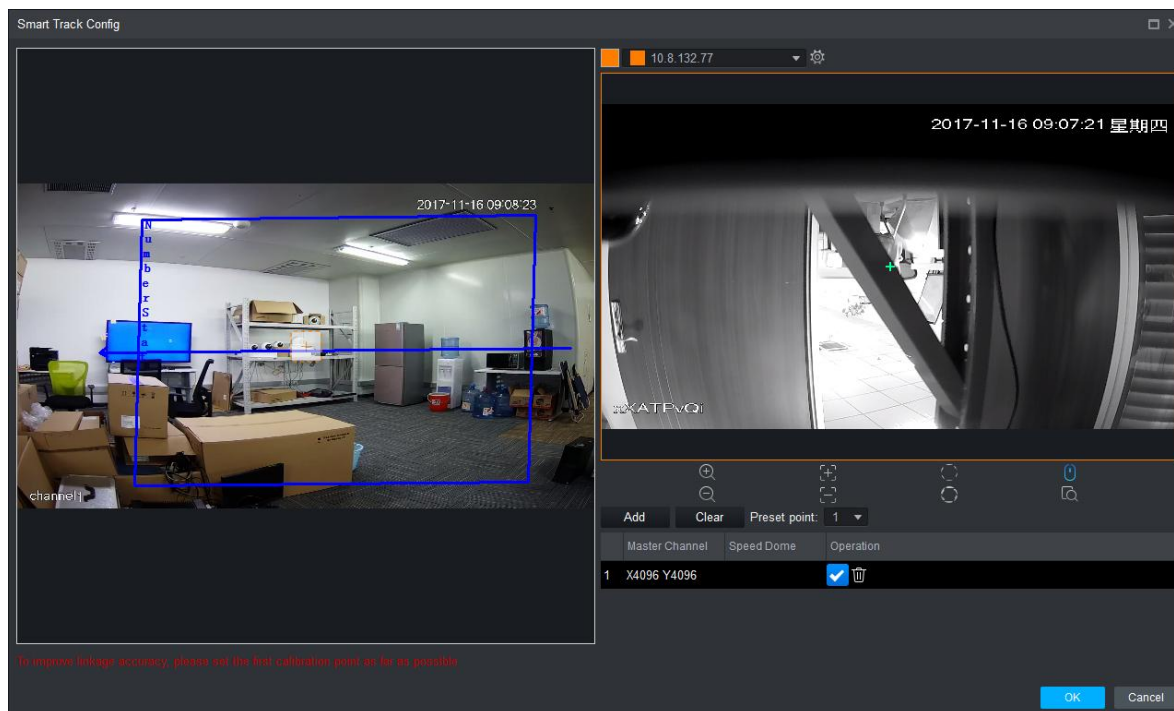 Smart Track Config
10.8.132.77
2017-11-16 09:08:23
NumberStat
channel1
2017-11-16 09:07:21 星期四
nXATPvQi
Add Clear Preset point: 1
Master Channel Speed Dome Operation
1 X4096 Y4096
To improve linkage accuracy, please set the first calibration point as far as possible
OK Cancel